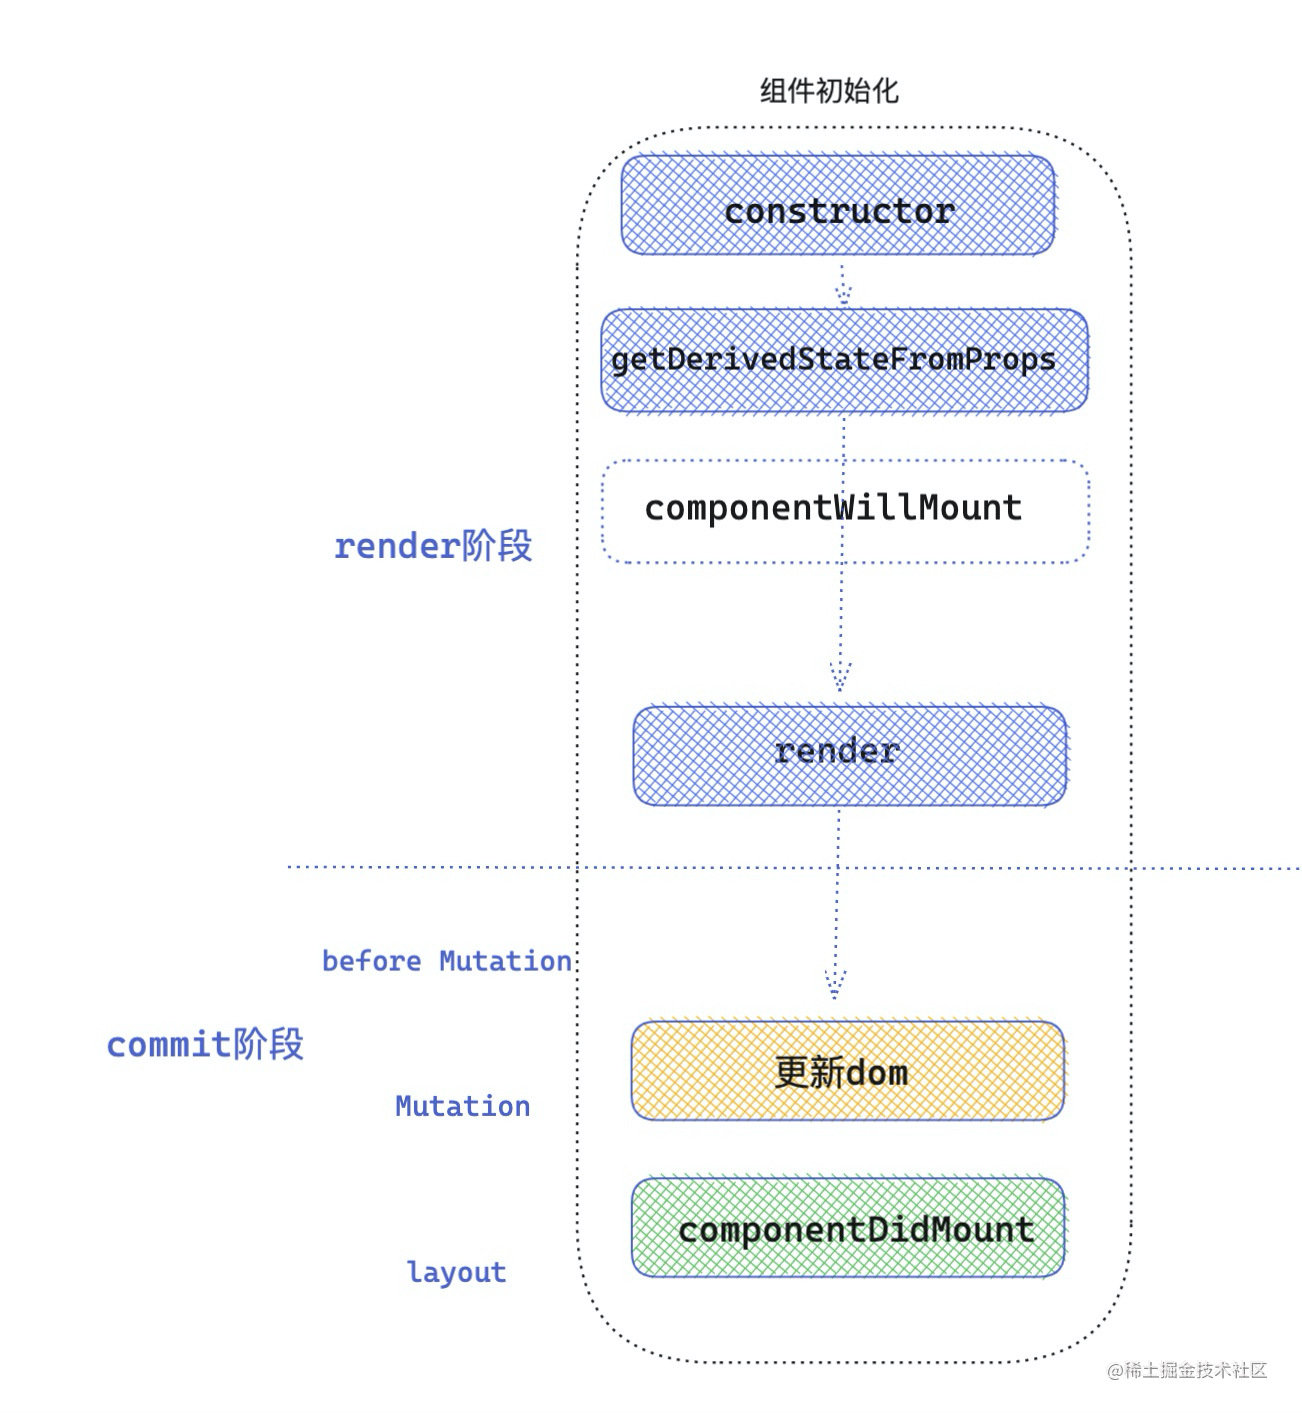 组件初始化
constructor
getDerivedStateFromProps
componentWillMount
render阶段
render
before Mutation
commit阶段
更新dom
Mutation
componentDidMount
layout
@稀土掘金技术社区